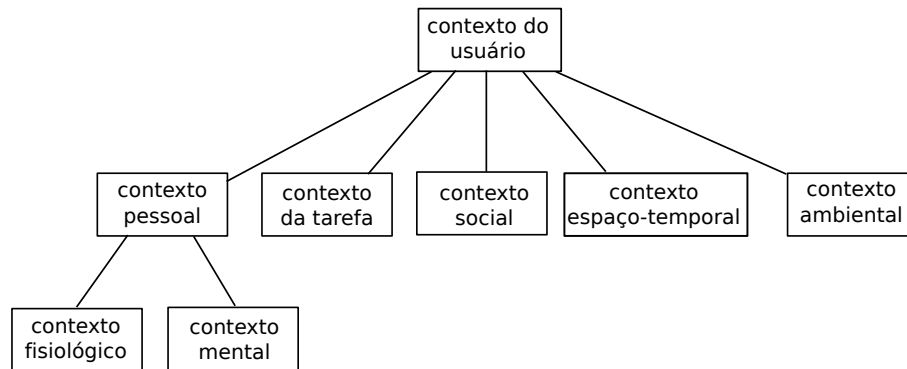 contexto do
usuário
contexto
pessoal
contexto
da tarefa
contexto
social
contexto
espaço-temporal
contexto
ambiental
contexto
fisiológico
contexto
mental